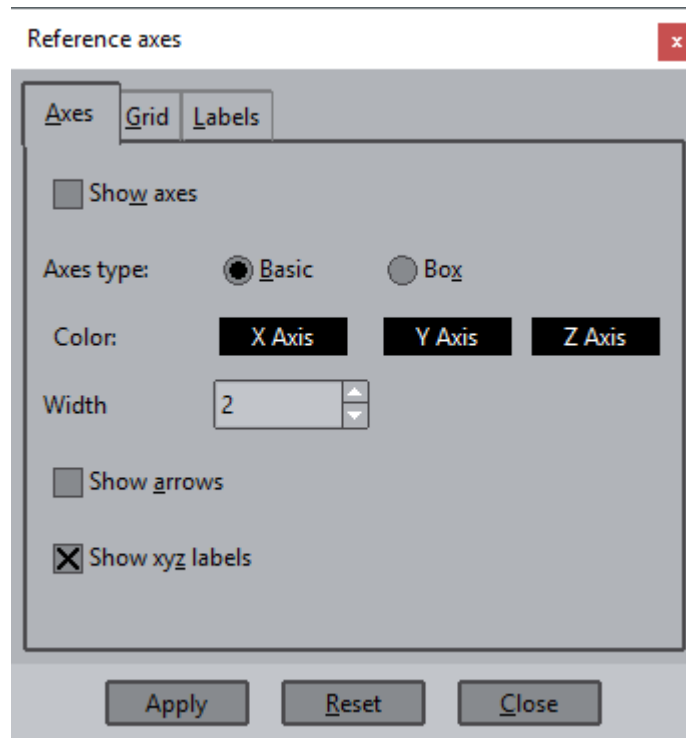 Reference axes x
Axes Grid Labels
Show axes
Axes type: Basic Box
Color: X Axis Y Axis Z Axis
Width 2
Show arrows
Show xyz labels
Apply Reset Close